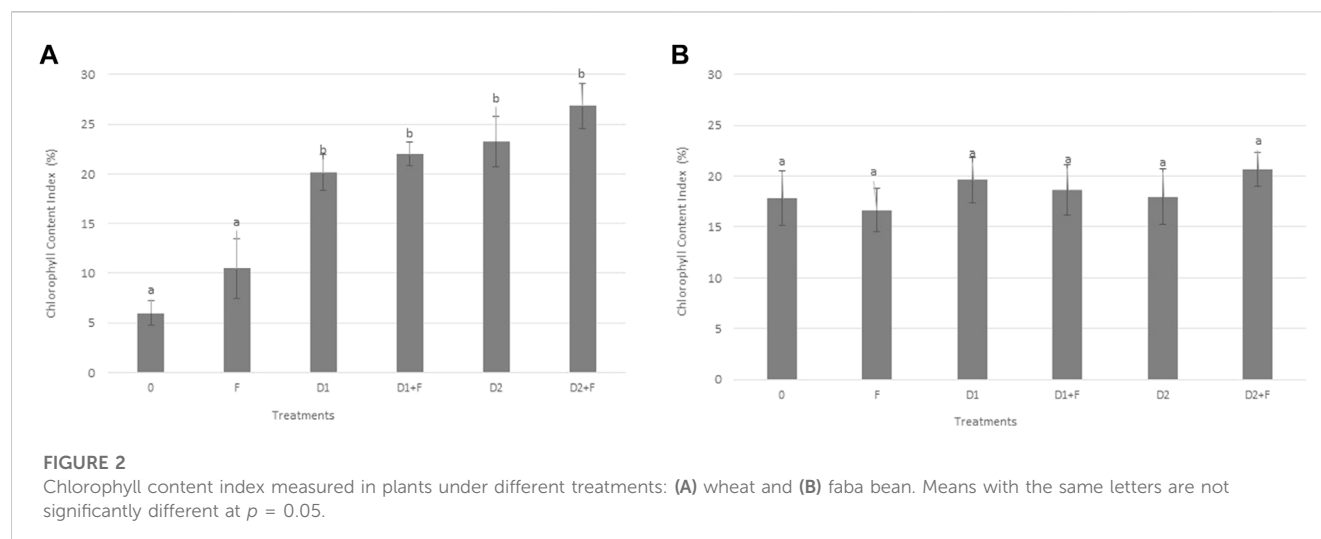 A
B
Chlorophyll Content Index (%)
30
25
20
15
10
5
0
a
a
b
b
b
b
0 F D1 D1+F D2 D2+F
Treatments
Chlorophyll Content Index (%)
30
25
20
15
10
5
0
a
a
a
a
a
a
0 F D1 D1+F D2 D2+F
Treatments
FIGURE 2
Chlorophyll content index measured in plants under different treatments: (A) wheat and (B) faba bean. Means with the same letters are not
significantly different at p = 0.05.